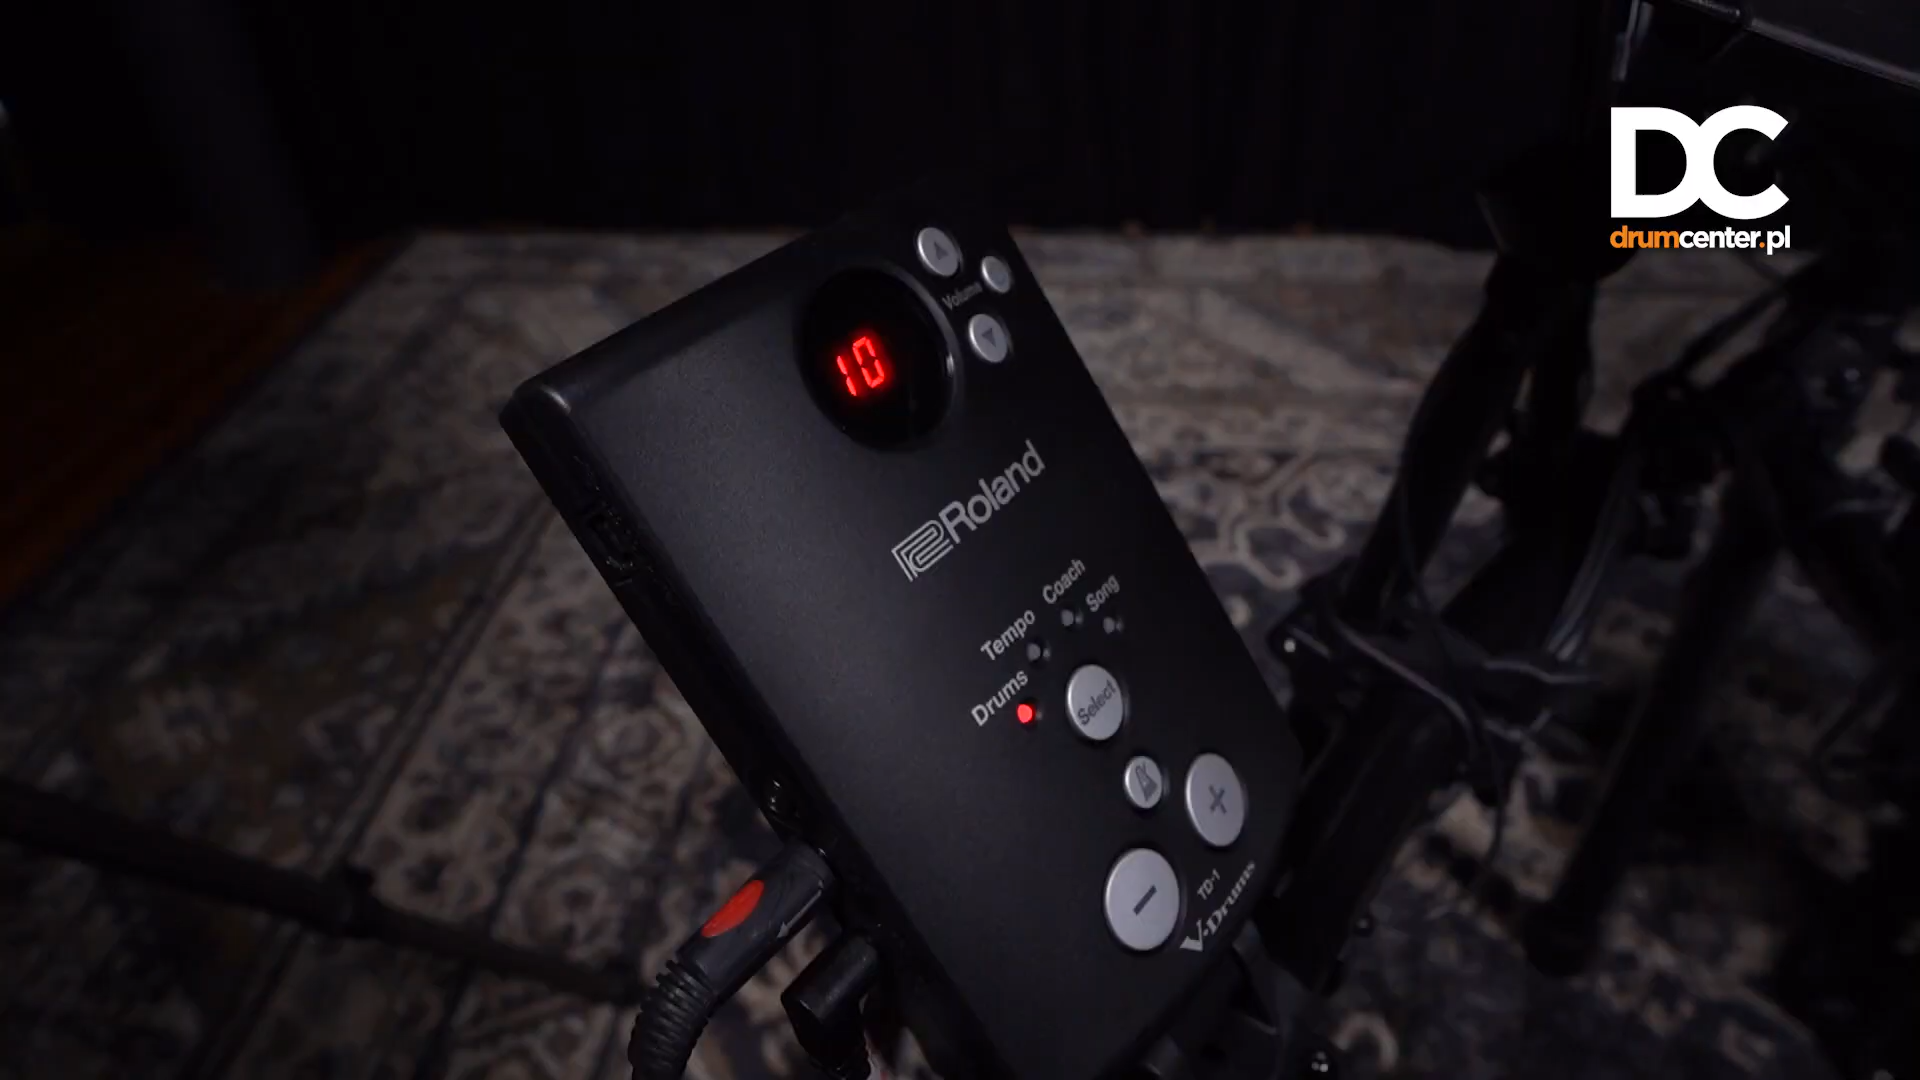 DC
drumcenter.pl
Volume
10
Roland
Coach
Song
Tempo
Drums
Select
TD-1
V-Drums